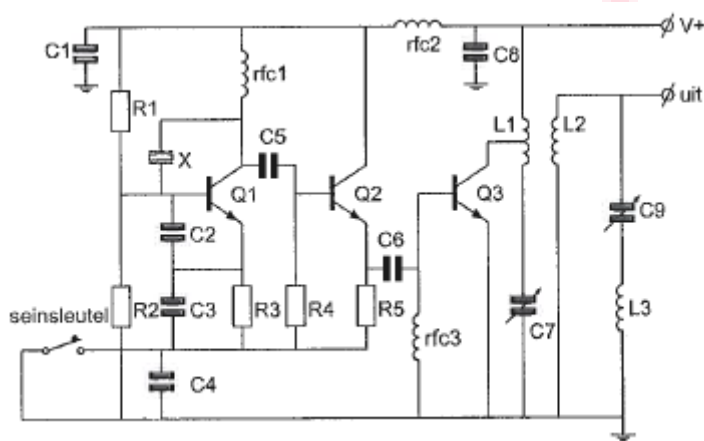 V+
C1
rfc2
C8
rfc1
uit
R1
C5
L1
L2
X
Q1
Q2
Q3
C9
C2
C6
seinsleutel
R2
C3
R3
R4
R5
C7
L3
rfc3
C4